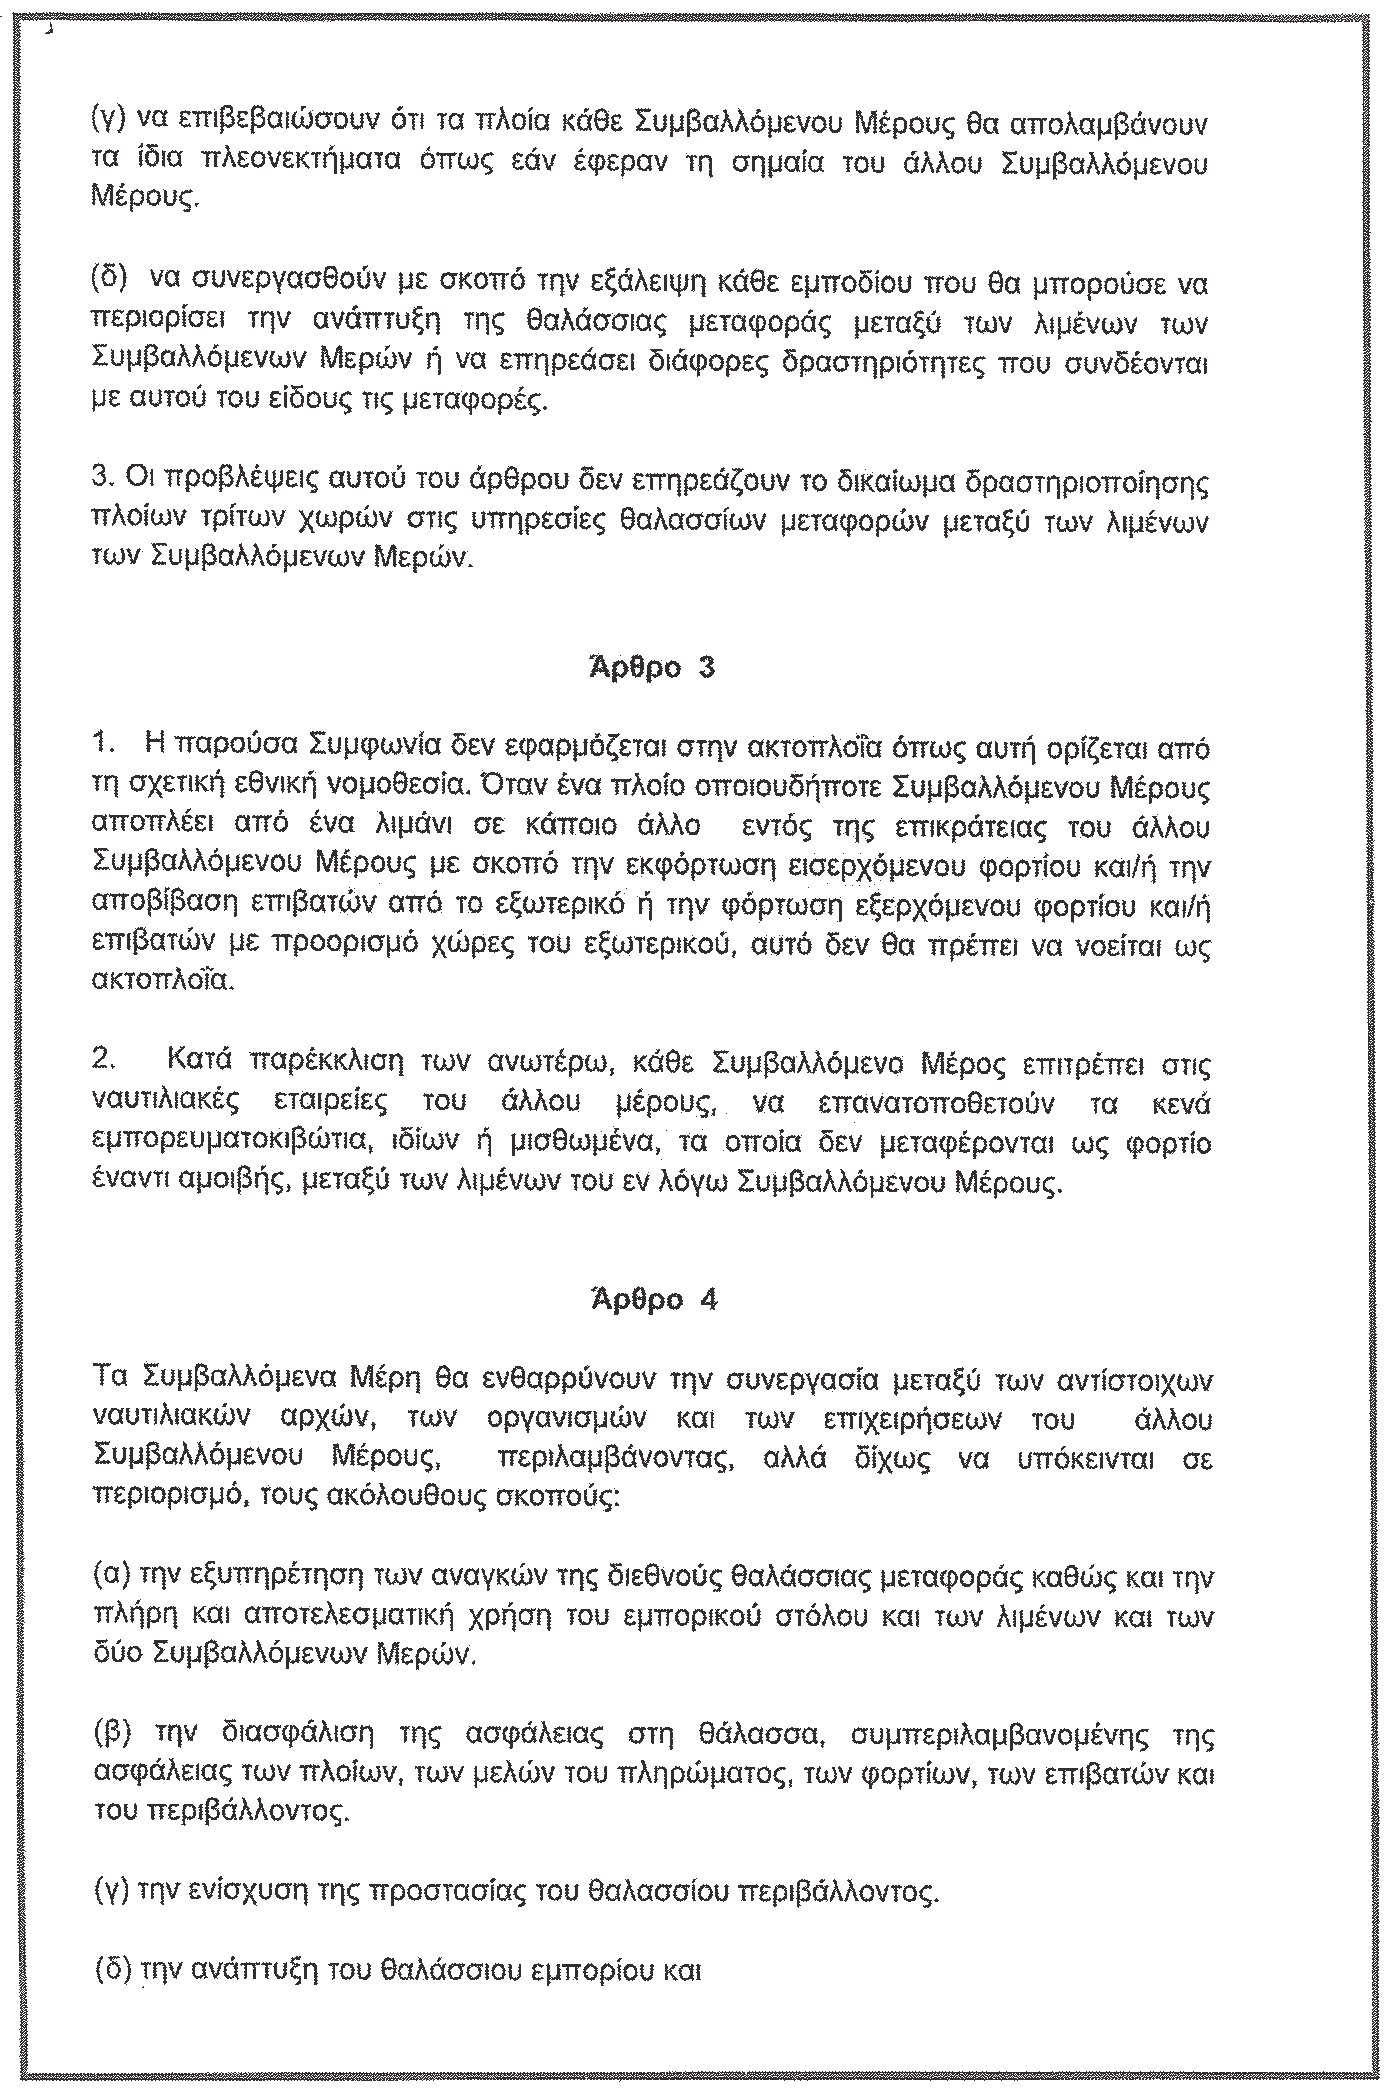 (γ) να επιβεβαιώσουν ότι τα πλοία κάθε Συμβαλλόμενου Μέρους θα απολαμβάνουν
τα ίδια πλεονεκτήματα όπως εάν έφεραν τη σημαία του άλλου Συμβαλλόμενου
Μέρους.
(δ) να συνεργασθούν με σκοπό την εξάλειψη κάθε εμποδίου που θα μπορούσε να
περιορίσει την ανάπτυξη της θαλάσσιας μεταφοράς μεταξύ των λιμένων των
Συμβαλλόμενων Μερών ή να επηρεάσει διάφορες δραστηριότητες που συνδέονται
με αυτού του είδους τις μεταφορές.
3. Οι προβλέψεις αυτού του άρθρου δεν επηρεάζουν το δικαίωμα δραστηριοποίησης
πλοίων τρίτων χωρών στις υπηρεσίες θαλασσίων μεταφορών μεταξύ των λιμένων
των Συμβαλλόμενων Μερών.
Άρθρο 3
1. Η παρούσα Συμφωνία δεν εφαρμόζεται στην ακτοπλοΐα όπως αυτή ορίζεται από
τη σχετική εθνική νομοθεσία. Όταν ένα πλοίο οποιουδήποτε Συμβαλλόμενου Μέρους
αποπλέει από ένα λιμάνι σε κάποιο άλλο εντός της επικράτειας του άλλου
Συμβαλλόμενου Μέρους με σκοπό την εκφόρτωση εισερχόμενου φορτίου και/ή την
αποβίβαση επιβατών από το εξωτερικό ή την φόρτωση εξερχόμενου φορτίου και/ή
επιβατών με προορισμό χώρες του εξωτερικού, αυτό δεν θα πρέπει να νοείται ως
ακτοπλοΐα.
2. Κατά παρέκκλιση των ανωτέρω, κάθε Συμβαλλόμενο Μέρος επιτρέπει στις
ναυτιλιακές εταιρείες του άλλου μέρους, να επανατοποθετούν τα κενά
εμπορευματοκιβώτια, ιδίων ή μισθωμένα, τα οποία δεν μεταφέρονται ως φορτίο
έναντι αμοιβής, μεταξύ των λιμένων του εν λόγω Συμβαλλόμενου Μέρους.
Άρθρο 4
Τα Συμβαλλόμενα Μέρη θα ενθαρρύνουν την συνεργασία μεταξύ των αντίστοιχων
ναυτιλιακών αρχών, των οργανισμών και των επιχειρήσεων του άλλου
Συμβαλλόμενου Μέρους, περιλαμβάνοντας, αλλά δίχως να υπόκεινται σε
περιορισμό, τους ακόλουθους σκοπούς:
(α) την εξυπηρέτηση των αναγκών της διεθνούς θαλάσσιας μεταφοράς καθώς και την
πλήρη και αποτελεσματική χρήση του εμπορικού στόλου και των λιμένων και των
δύο Συμβαλλόμενων Μερών.
(β) την διασφάλιση της ασφάλειας στη θάλασσα, συμπεριλαμβανομένης της
ασφάλειας των πλοίων, των μελών του πληρώματος, των φορτίων, των επιβατών και
του περιβάλλοντος.
(γ) την ενίσχυση της προστασίας του θαλασσίου περιβάλλοντος.
(δ) την ανάπτυξη του θαλάσσιου εμπορίου και